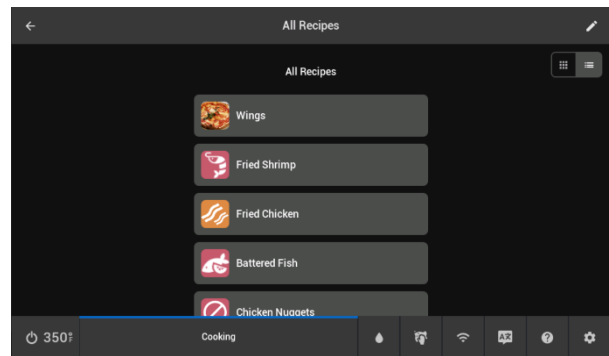 All Recipes
All Recipes
Wings
Fried Shrimp
Fried Chicken
Battered Fish
Chicken Nuggets
350°F
Cooking